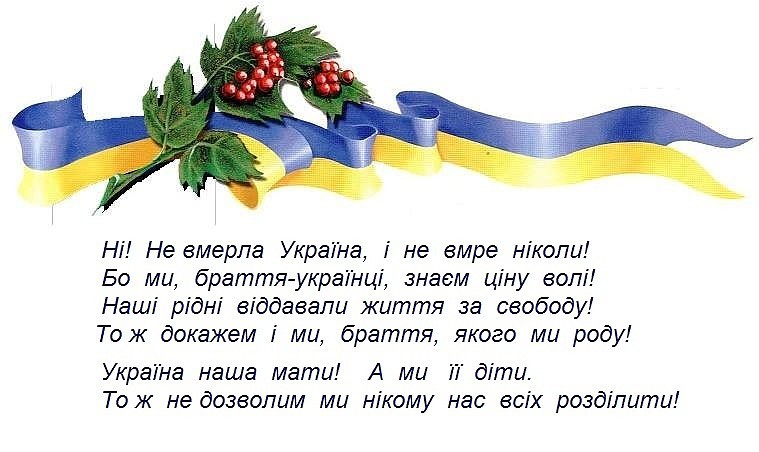 Ні! Не вмерла Україна, і не вмре ніколи!
Бо ми, браття-українці, знаєм ціну волі!
Наші рідні віддавали життя за свободу!
То ж докажем і ми, браття, якого ми роду!
Україна наша мати! А ми її діти.
То ж не дозволим ми нікому нас всіх розділити!